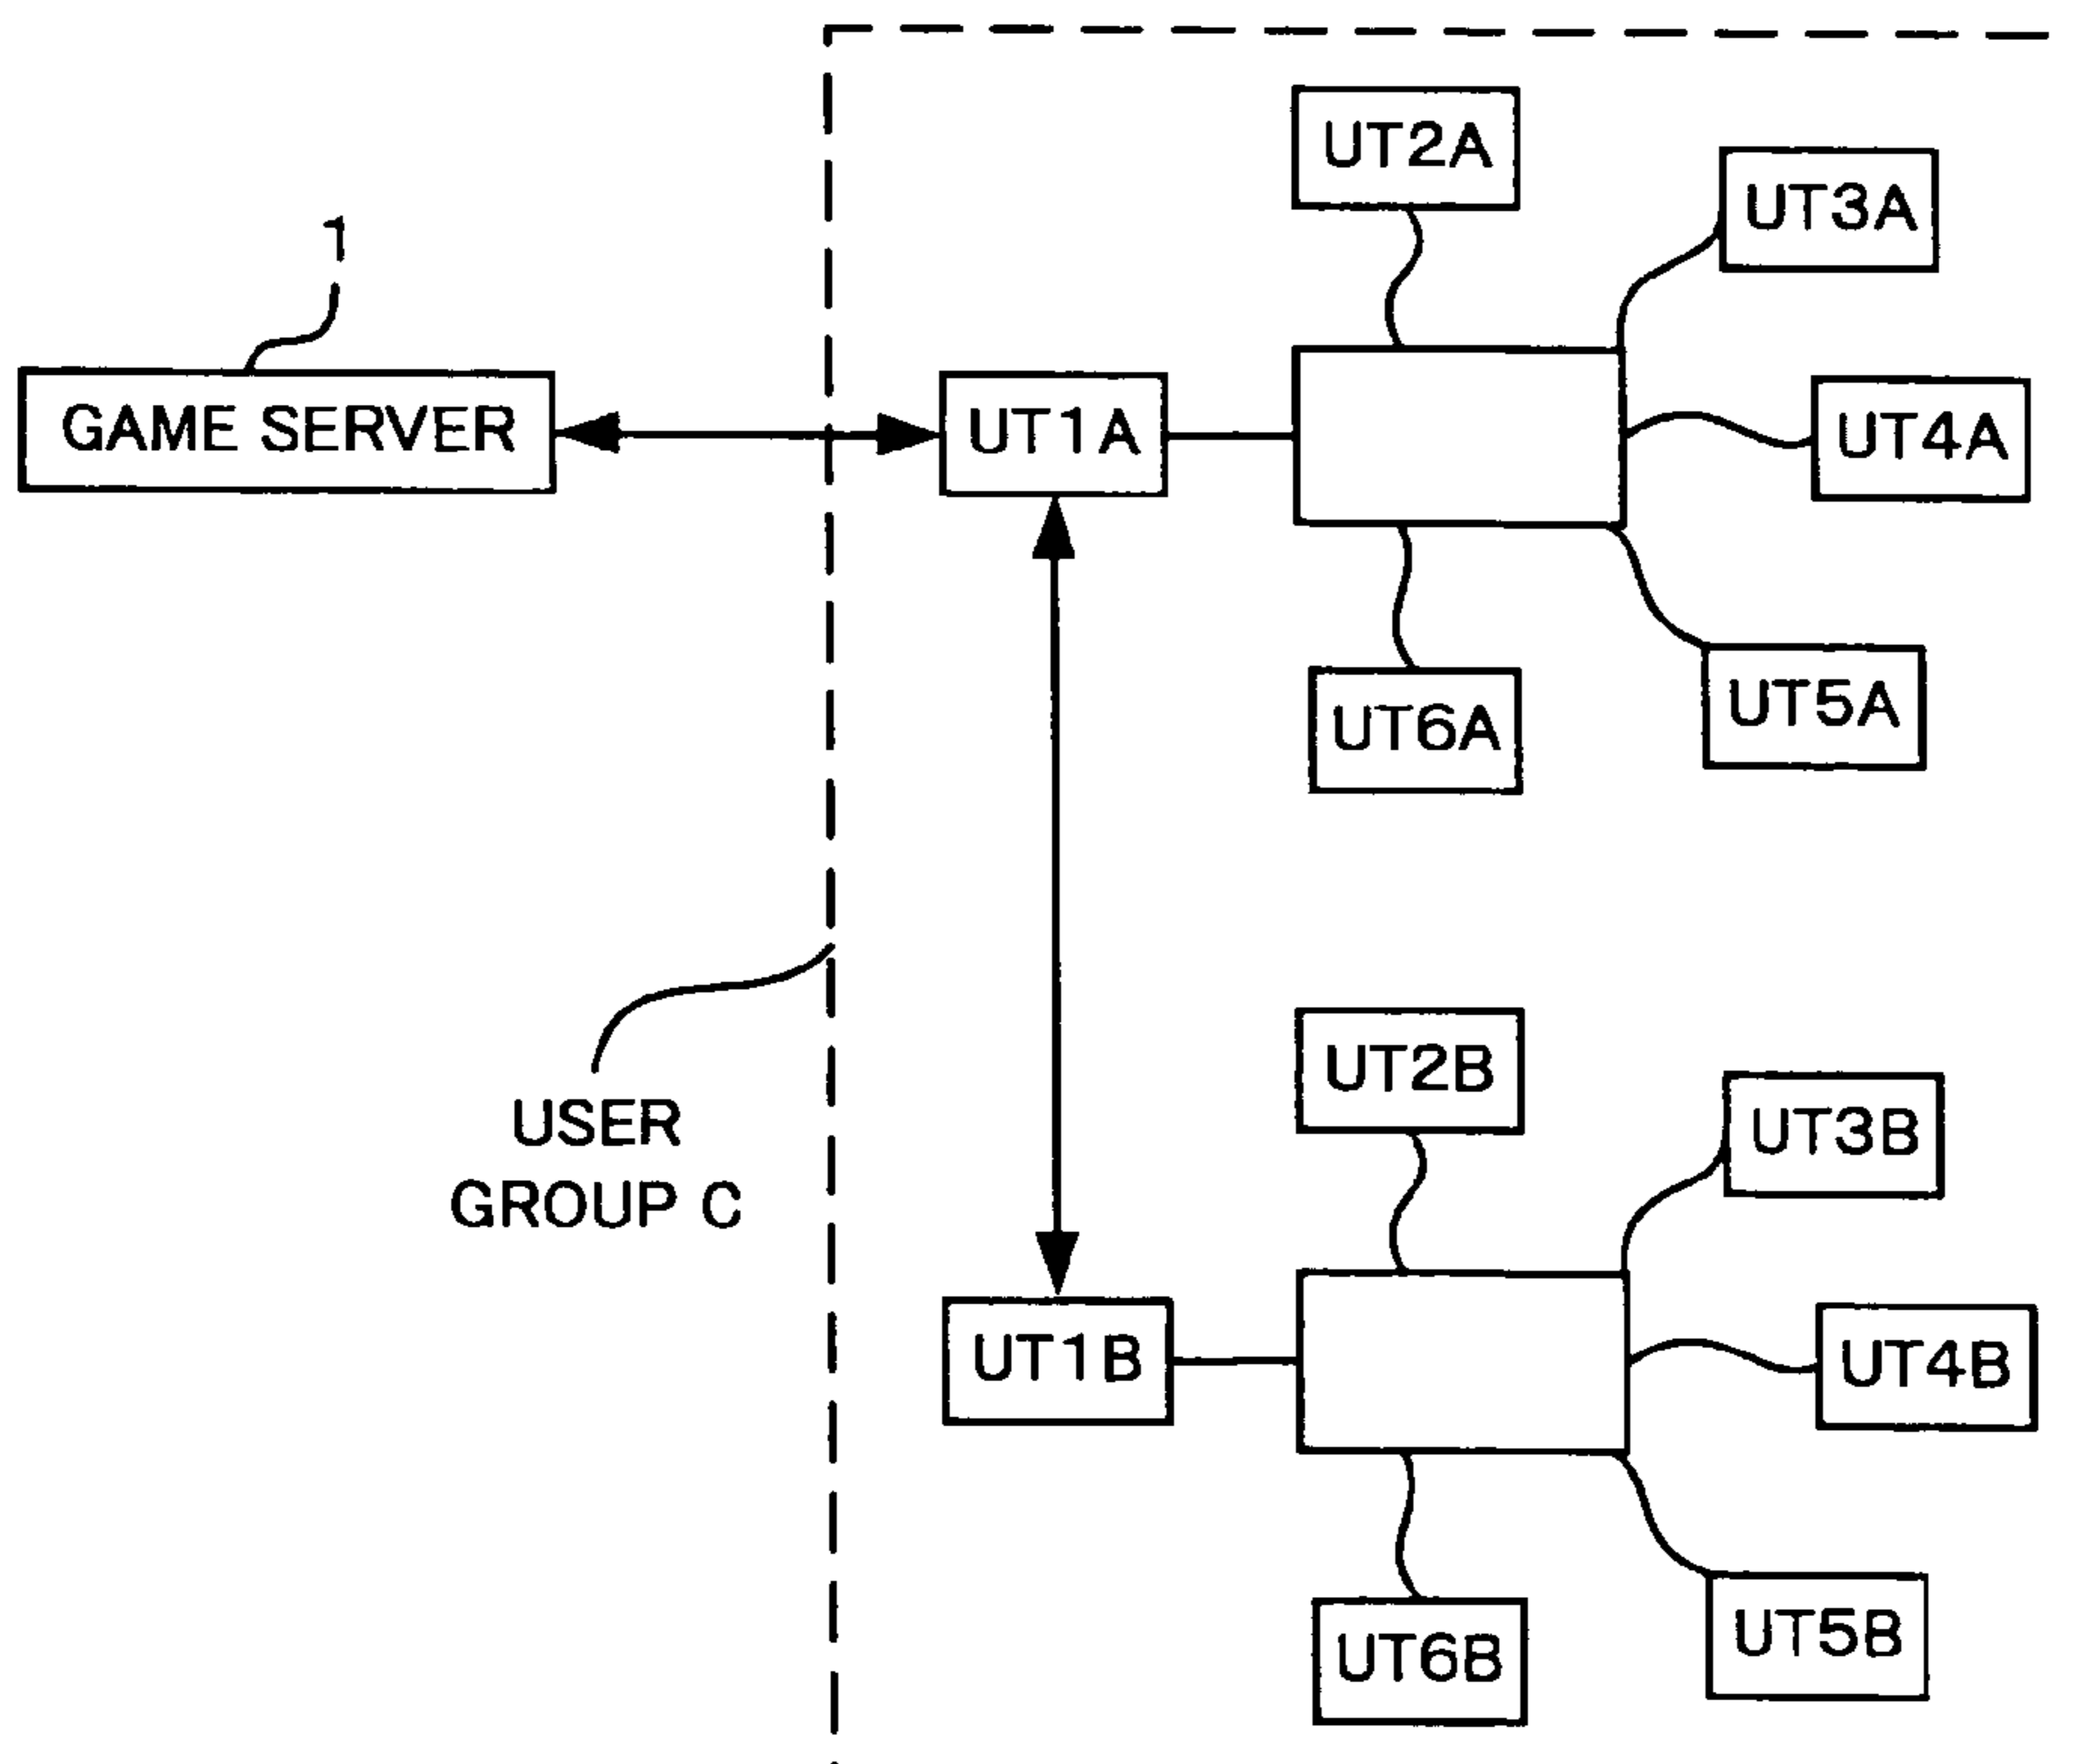 1
GAME SERVER
UT1A
UT2A
UT3A
UT4A
UT5A
UT6A
USER
GROUP C
UT1B
UT2B
UT3B
UT4B
UT5B
UT6B